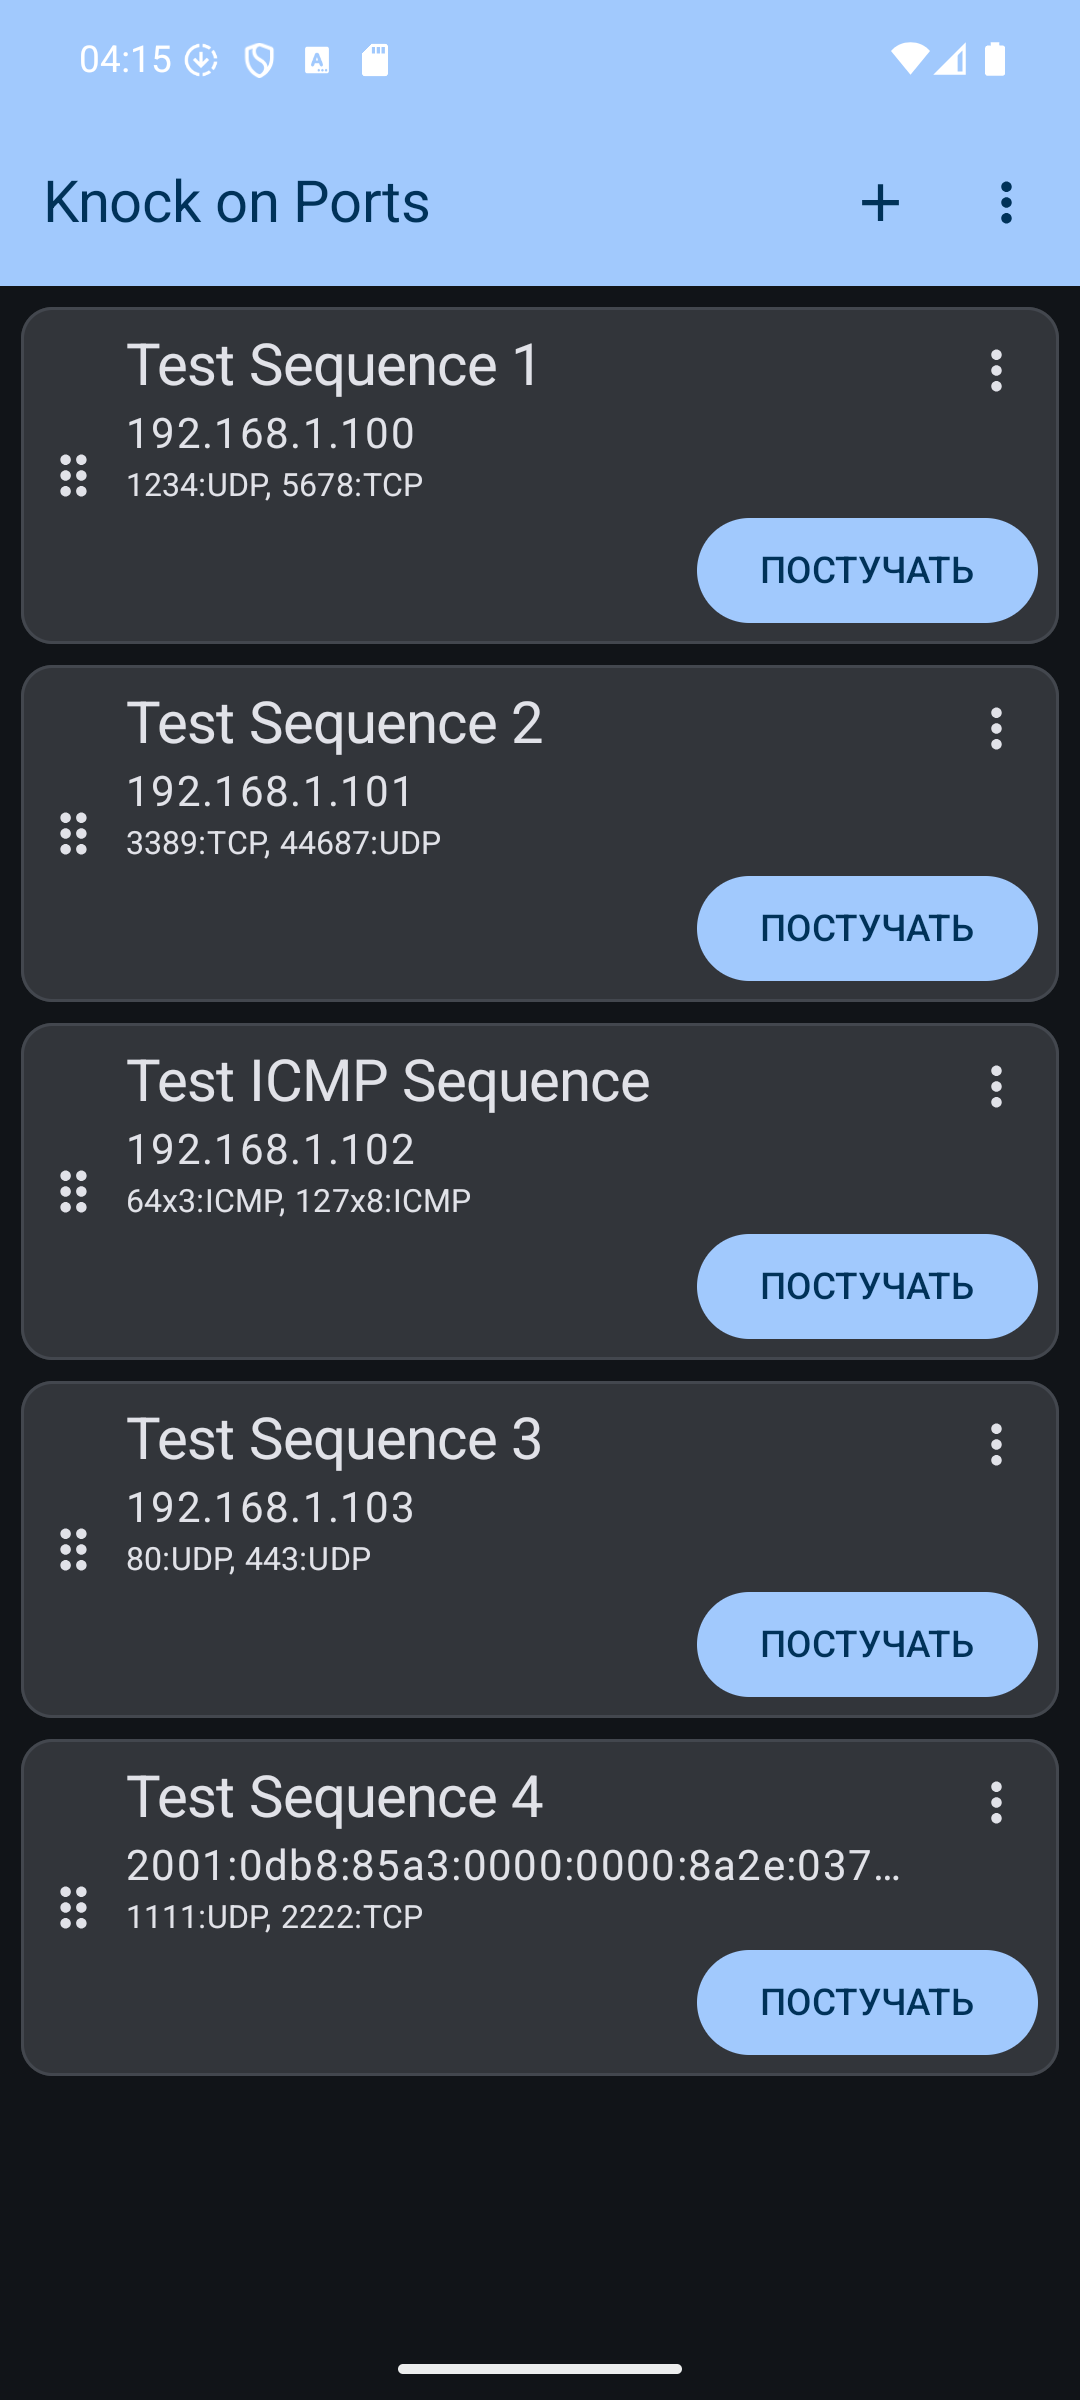 04:15
Knock on Ports
Test Sequence 1
192.168.1.100
1234:UDP, 5678:TCP
ПОСТУЧАТЬ
Test Sequence 2
192.168.1.101
3389:TCP, 44687:UDP
ПОСТУЧАТЬ
Test ICMP Sequence
192.168.1.102
64x3:ICMP, 127x8:ICMP
ПОСТУЧАТЬ
Test Sequence 3
192.168.1.103
80:UDP, 443:UDP
ПОСТУЧАТЬ
Test Sequence 4
2001:0db8:85a3:0000:0000:8a2e:037…
1111:UDP, 2222:TCP
ПОСТУЧАТЬ